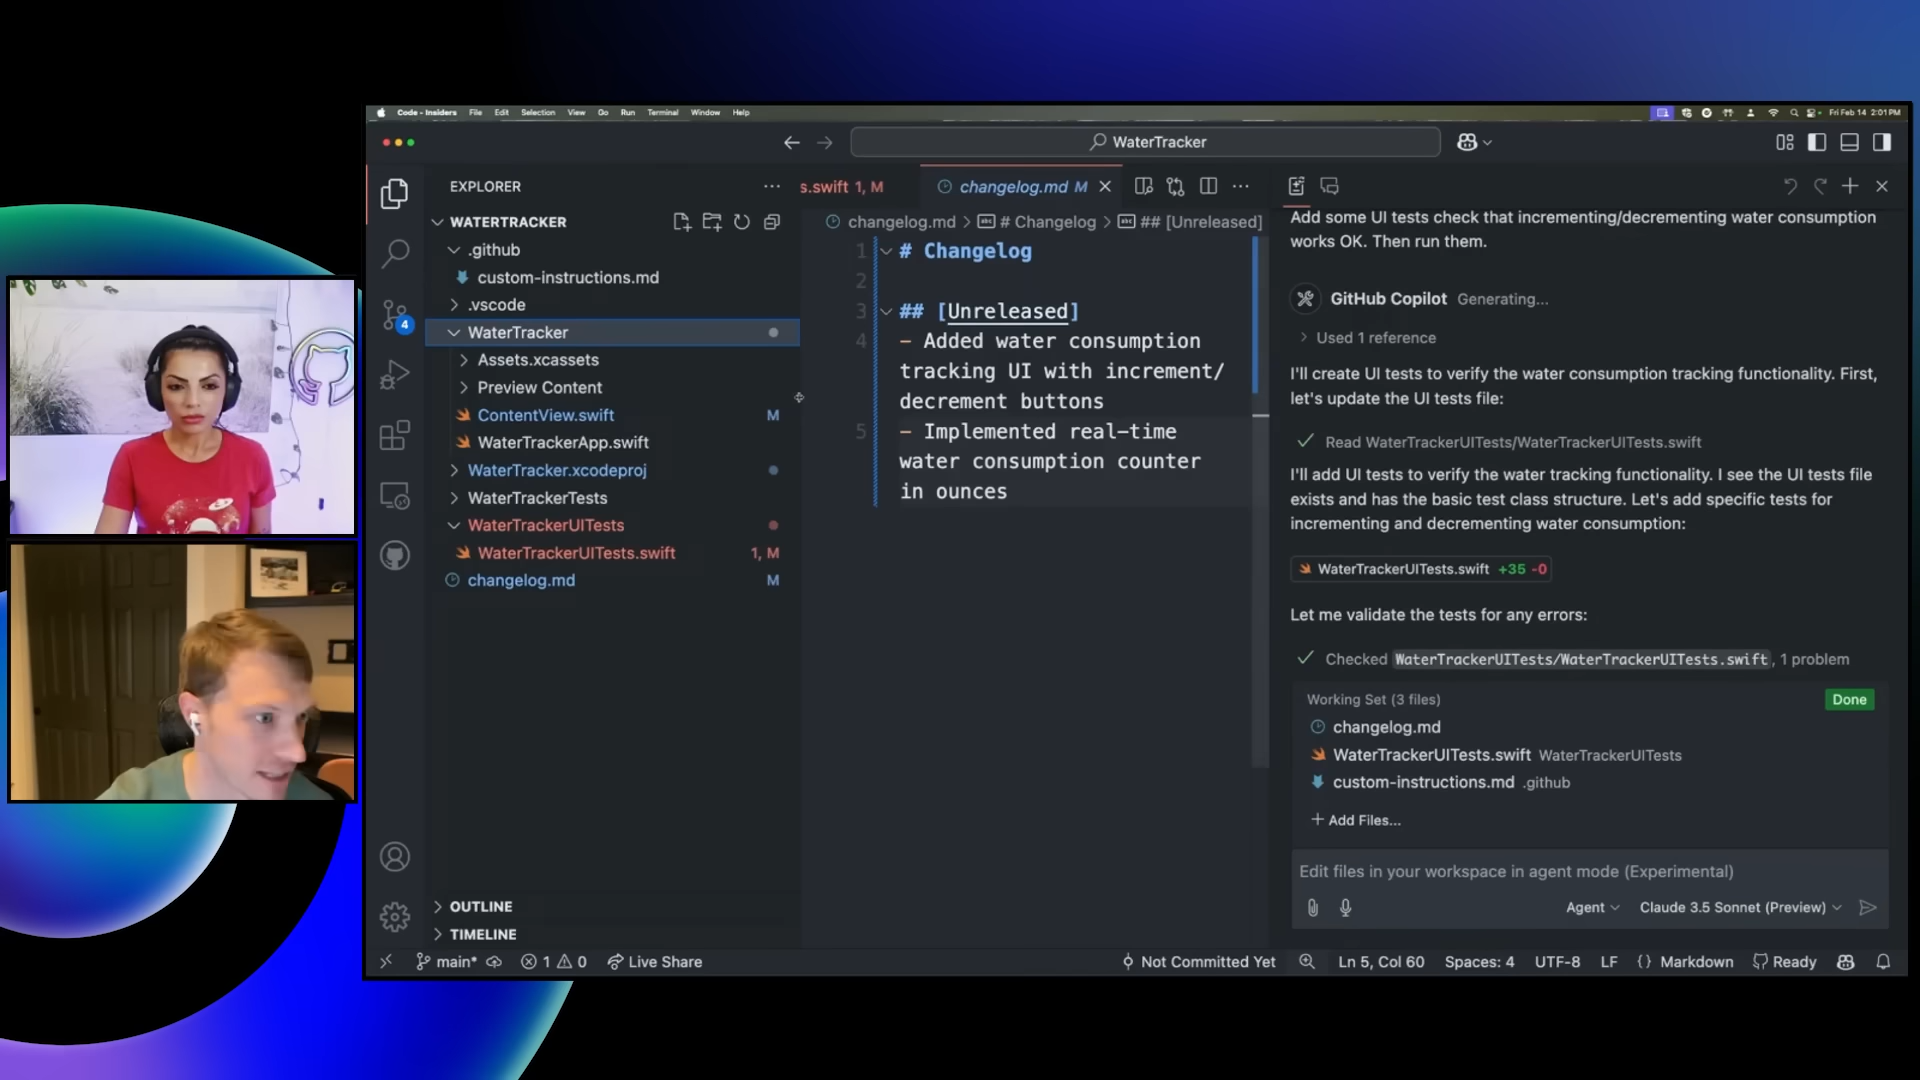 Code - Insiders File Edit Selection View Go Run Terminal Window Help
Fri Feb 14 2:01 PM
WaterTracker
EXPLORER
WATERTRACKER
.github
custom-instructions.md
.vscode
WaterTracker
Assets.xcassets
Preview Content
ContentView.swift M
WaterTrackerApp.swift
WaterTracker.xcodeproj
WaterTrackerTests
WaterTrackerUITests
WaterTrackerUITests.swift 1, M
changelog.md M
OUTLINE
TIMELINE
4
s.swift 1, M
changelog.md M
changelog.md > # Changelog > ## [Unreleased]
1 # Changelog
2
3 ## [Unreleased]
4 - Added water consumption
tracking UI with increment/
decrement buttons
5 - Implemented real-time
water consumption counter
in ounces
Add some UI tests check that incrementing/decrementing water consumption
works OK. Then run them.
GitHub Copilot Generating...
Used 1 reference
I'll create UI tests to verify the water consumption tracking functionality. First,
let's update the UI tests file:
Read WaterTrackerUITests/WaterTrackerUITests.swift
I'll add UI tests to verify the water tracking functionality. I see the UI tests file
exists and has the basic test class structure. Let's add specific tests for
incrementing and decrementing water consumption:
WaterTrackerUITests.swift +35 -0
Let me validate the tests for any errors:
Checked WaterTrackerUITests/WaterTrackerUITests.swift, 1 problem
Working Set (3 files) Done
changelog.md
WaterTrackerUITests.swift WaterTrackerUITests
custom-instructions.md .github
+ Add Files...
Edit files in your workspace in agent mode (Experimental)
Agent Claude 3.5 Sonnet (Preview)
main* 1 0 Live Share Not Committed Yet Ln 5, Col 60 Spaces: 4 UTF-8 LF {} Markdown Ready